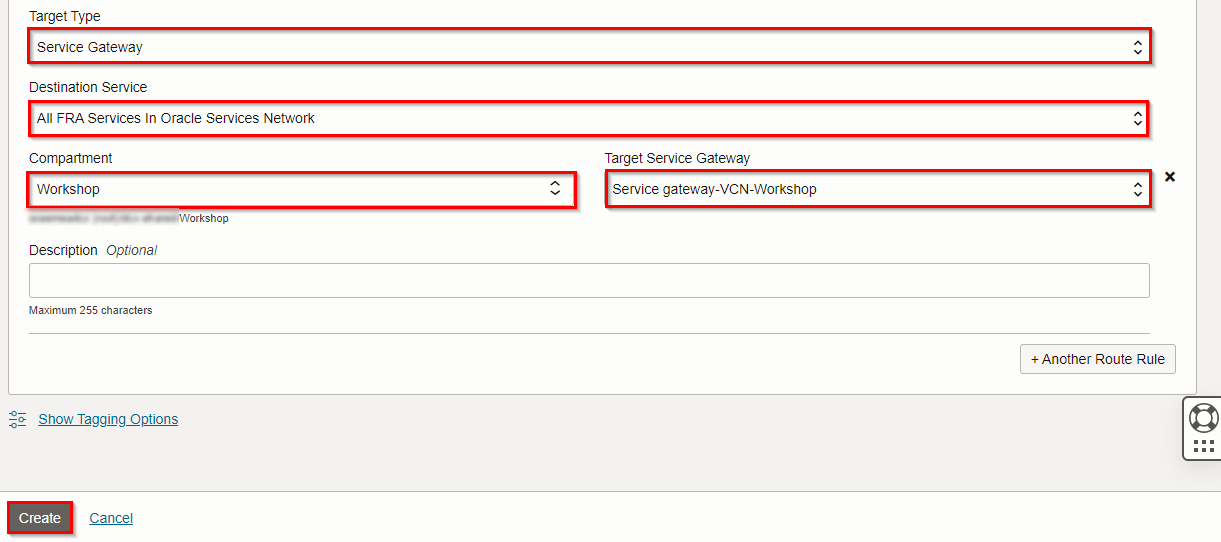 Target Type
Service Gateway
Destination Service
All FRA Services In Oracle Services Network
Compartment
Target Service Gateway
Workshop
Service gateway-VCN-Workshop
/Workshop
Description Optional
Maximum 255 characters
+ Another Route Rule
Show Tagging Options
Create
Cancel